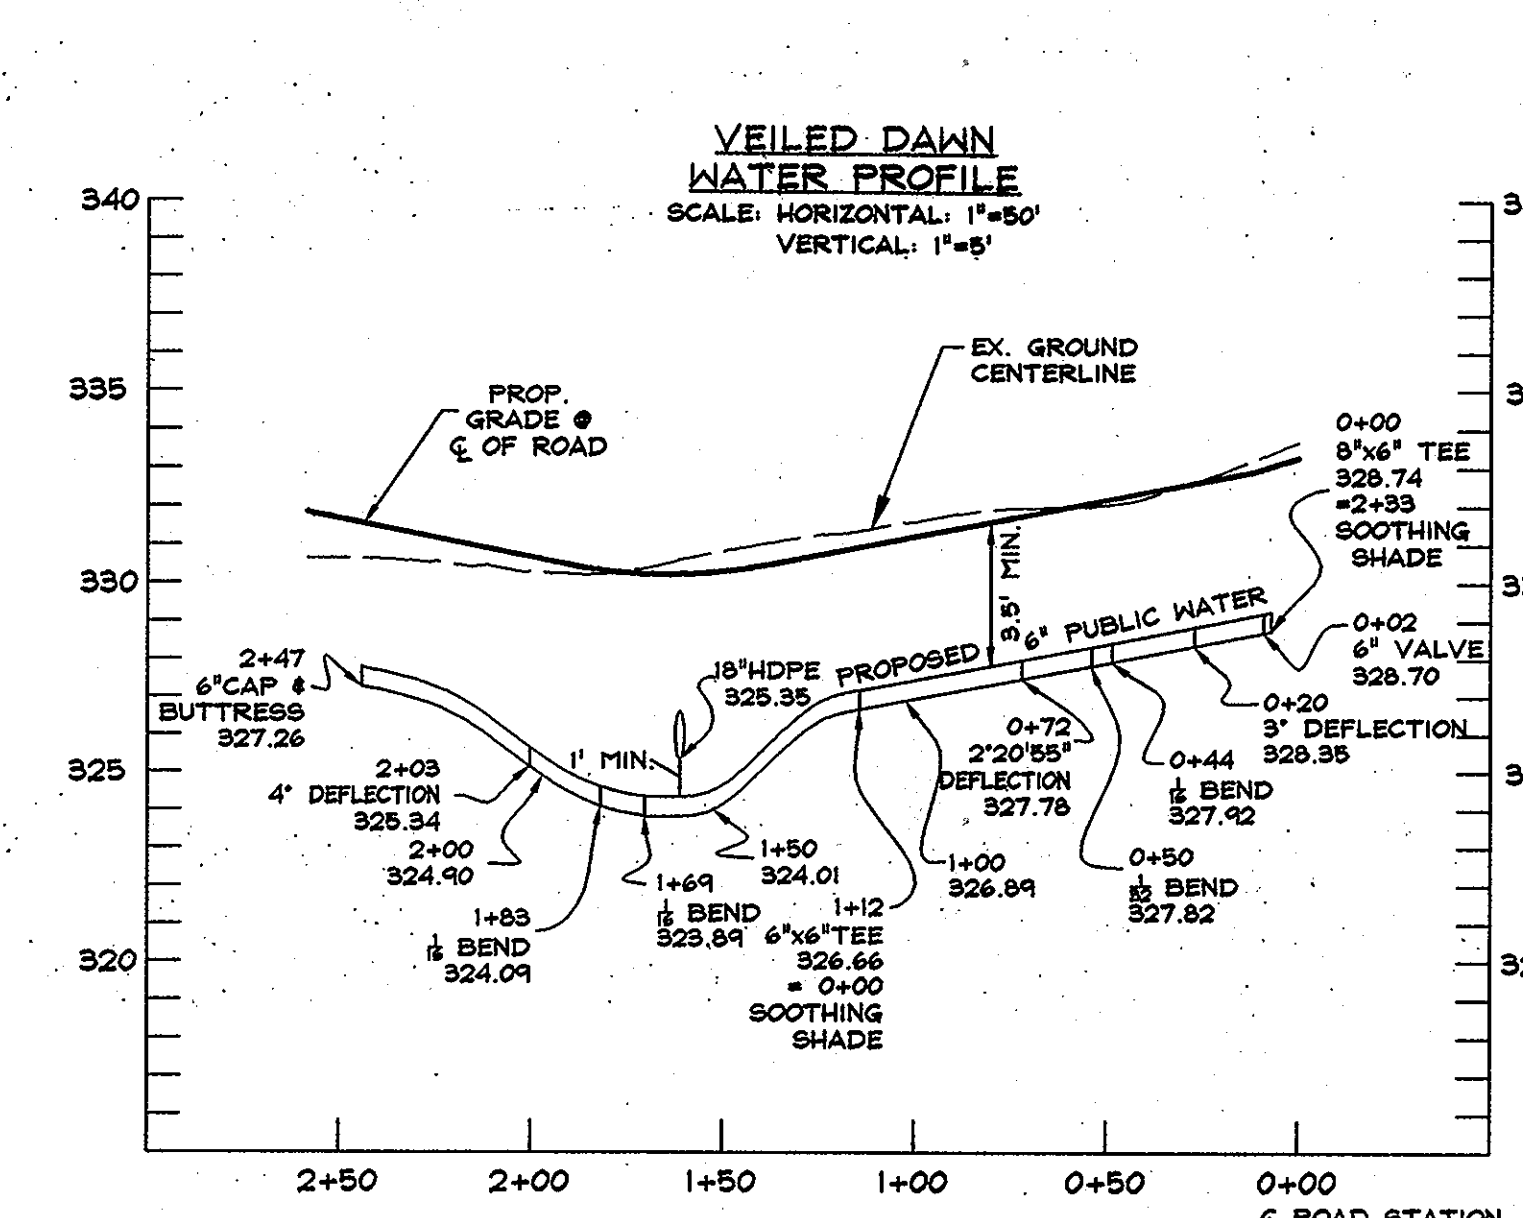 VEILED DAWN
WATER PROFILE
SCALE: HORIZONTAL: 1"=50'
VERTICAL: 1"=5'
340
335
330
325
320
PROP.
GRADE @
℄ OF ROAD
EX. GROUND
CENTERLINE
0+00
8"x6" TEE
328.74
=2+33
SOOTHING
SHADE
3.5' MIN.
PROPOSED 6" PUBLIC WATER
0+02
6" VALVE
328.70
2+47
6"CAP &
BUTTRESS
327.26
18"HDPE
325.35
1' MIN.
0+20
3° DEFLECTION
328.35
0+72
2°20'55"
DEFLECTION
327.78
0+44
1/16 BEND
327.92
2+03
4° DEFLECTION
325.34
2+00
324.90
1+50
324.01
1+00
326.89
0+50
1/32 BEND
327.82
1+83
1/16 BEND
324.09
1+69
1/16 BEND
323.89
1+12
6"x6"TEE
326.66
= 0+00
SOOTHING
SHADE
2+50 2+00 1+50 1+00 0+50 0+00
℄ ROAD STATION